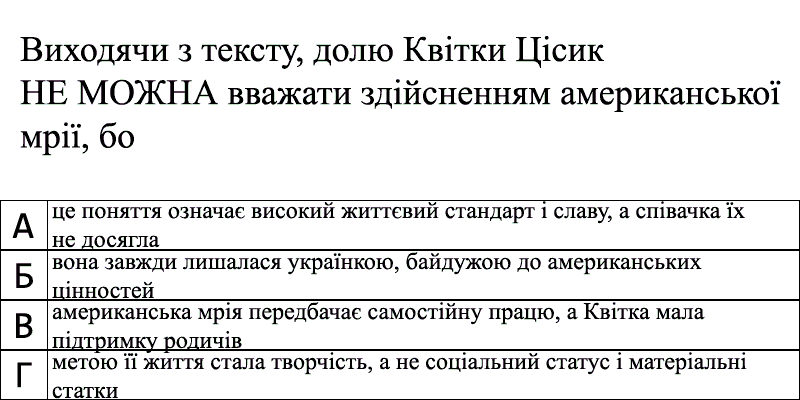 Виходячи з тексту, долю Квітки Цісик
НЕ МОЖНА вважати здійсненням американської
мрії, бо
А це поняття означає високий життєвий стандарт і славу, а співачка їх
не досягла
Б вона завжди лишалася українкою, байдужою до американських
цінностей
В американська мрія передбачає самостійну працю, а Квітка мала
підтримку родичів
Г метою її життя стала творчість, а не соціальний статус і матеріальні
статки